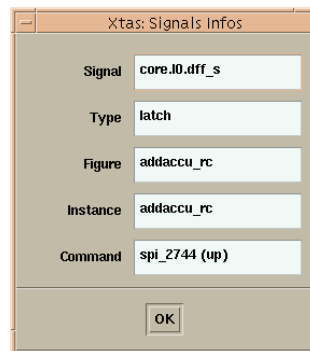 Xtas: Signals Infos
Signal core.l0.dff_s
Type latch
Figure addaccu_rc
Instance addaccu_rc
Command spi_2744 (up)
OK